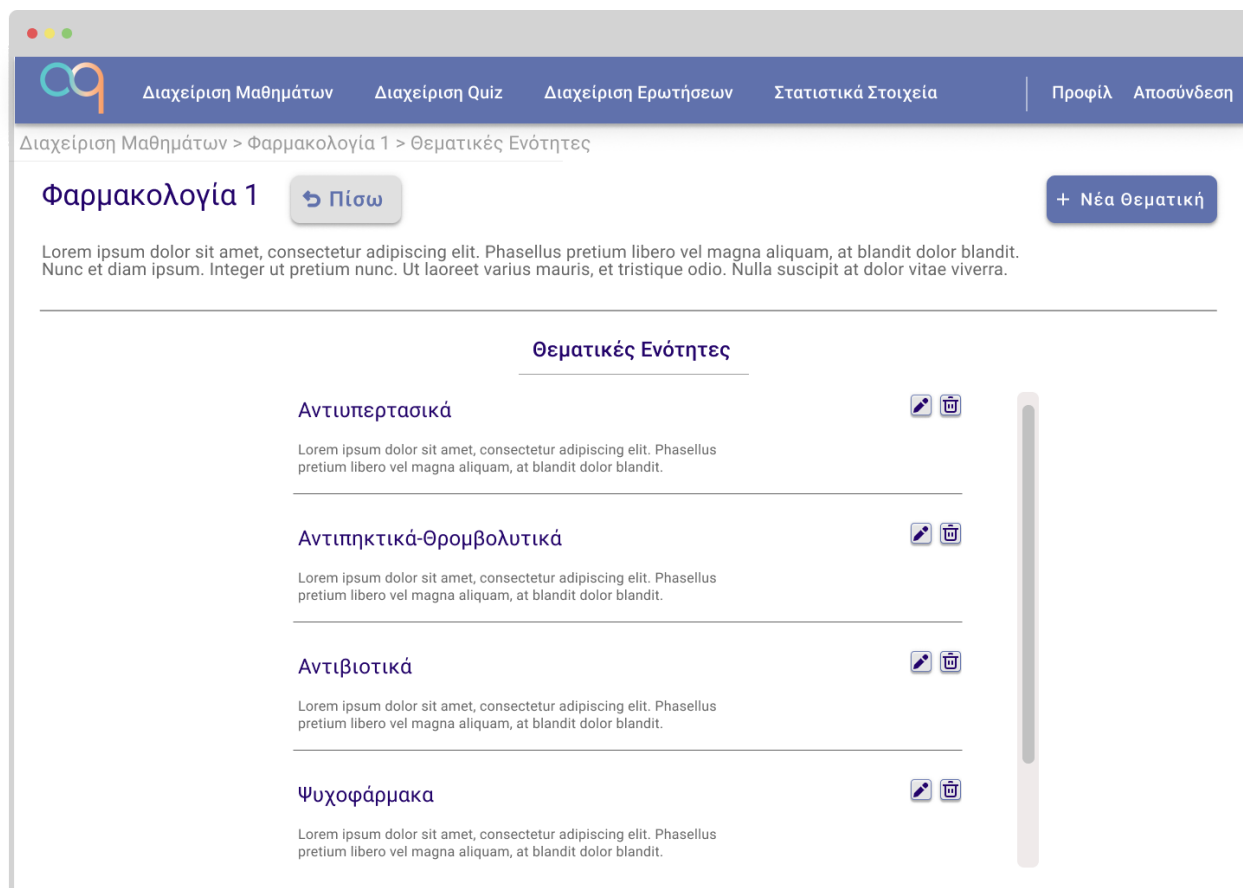 Διαχείριση Μαθημάτων Διαχείριση Quiz Διαχείριση Ερωτήσεων Στατιστικά Στοιχεία Προφίλ Αποσύνδεση
Διαχείριση Μαθημάτων > Φαρμακολογία 1 > Θεματικές Ενότητες
Φαρμακολογία 1 Πίσω + Νέα Θεματική
Lorem ipsum dolor sit amet, consectetur adipiscing elit. Phasellus pretium libero vel magna aliquam, at blandit dolor blandit.
Nunc et diam ipsum. Integer ut pretium nunc. Ut laoreet varius mauris, et tristique odio. Nulla suscipit at dolor vitae viverra.
Θεματικές Ενότητες
Αντιυπερτασικά
Lorem ipsum dolor sit amet, consectetur adipiscing elit. Phasellus
pretium libero vel magna aliquam, at blandit dolor blandit.
Αντιπηκτικά-Θρομβολυτικά
Lorem ipsum dolor sit amet, consectetur adipiscing elit. Phasellus
pretium libero vel magna aliquam, at blandit dolor blandit.
Αντιβιοτικά
Lorem ipsum dolor sit amet, consectetur adipiscing elit. Phasellus
pretium libero vel magna aliquam, at blandit dolor blandit.
Ψυχοφάρμακα
Lorem ipsum dolor sit amet, consectetur adipiscing elit. Phasellus
pretium libero vel magna aliquam, at blandit dolor blandit.